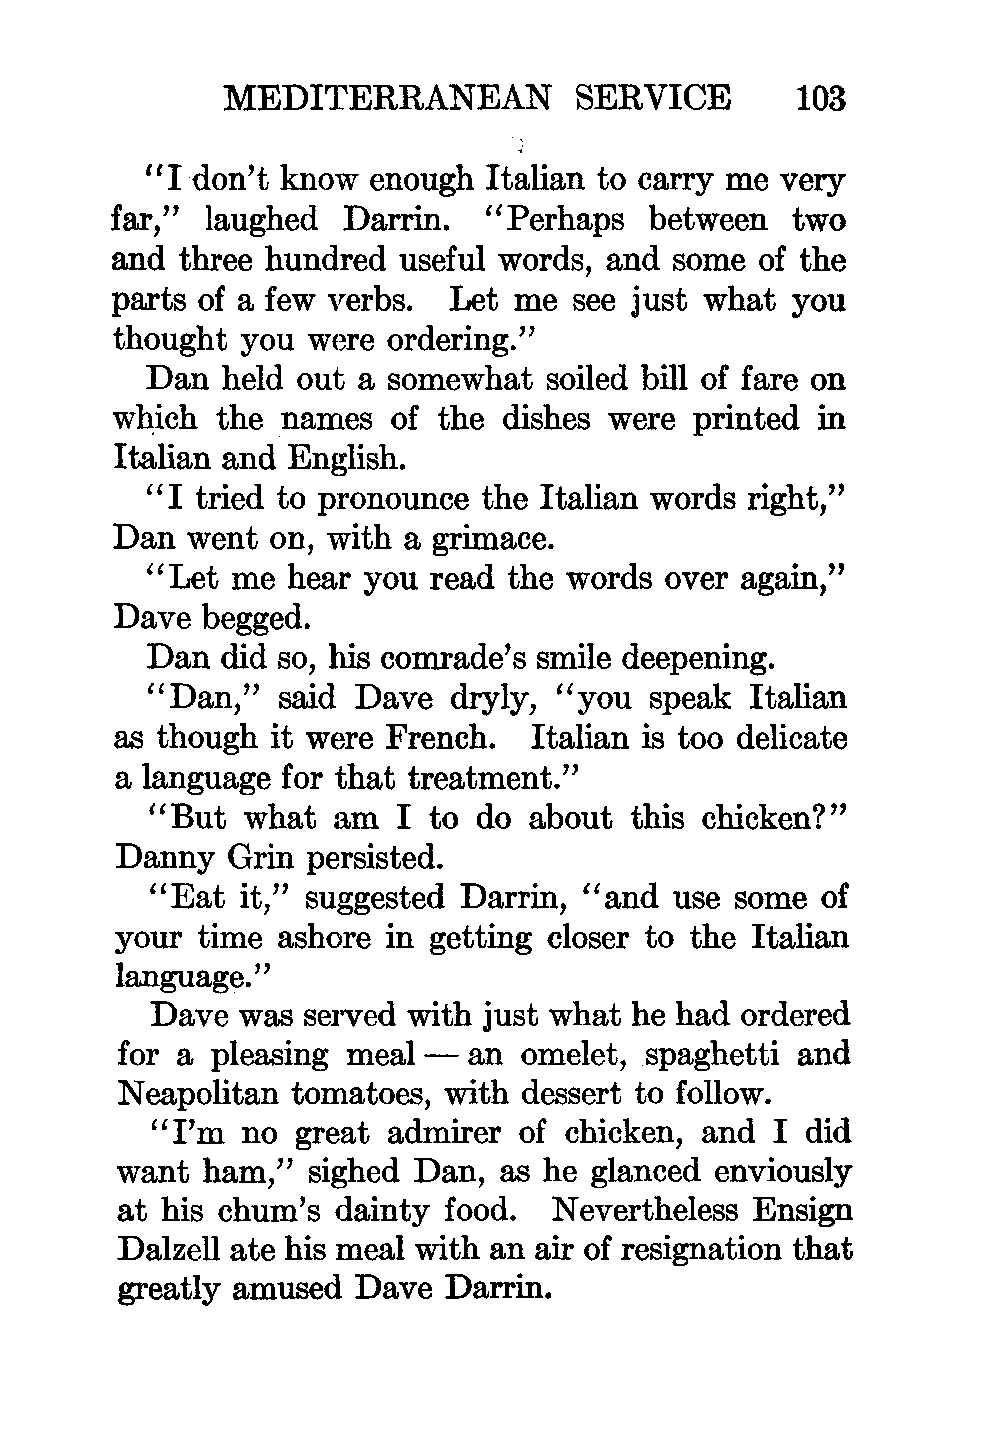 MEDITERRANEAN SERVICE 103
"I don't know enough Italian to carry me very
far," laughed Darrin. "Perhaps between two
and three hundred useful words, and some of the
parts of a few verbs. Let me see just what you
thought you were ordering."
Dan held out a somewhat soiled bill of fare on
which the names of the dishes were printed in
Italian and English.
"I tried to pronounce the Italian words right,"
Dan went on, with a grimace.
"Let me hear you read the words over again,"
Dave begged.
Dan did so, his comrade's smile deepening.
"Dan," said Dave dryly, "you speak Italian
as though it were French. Italian is too delicate
a language for that treatment."
"But what am I to do about this chicken?"
Danny Grin persisted.
"Eat it," suggested Darrin, "and use some of
your time ashore in getting closer to the Italian
language."
Dave was served with just what he had ordered
for a pleasing meal — an omelet, spaghetti and
Neapolitan tomatoes, with dessert to follow.
"I'm no great admirer of chicken, and I did
want ham," sighed Dan, as he glanced enviously
at his chum's dainty food. Nevertheless Ensign
Dalzell ate his meal with an air of resignation that
greatly amused Dave Darrin.